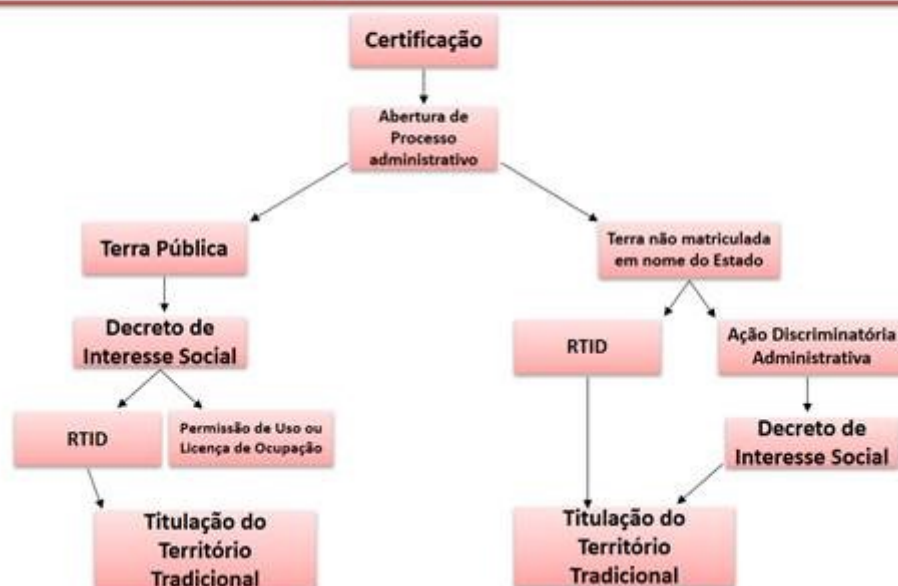 Certificação
Abertura de
Processo
administrativo
Terra Pública
Terra não matriculada
em nome do Estado
Decreto de
Interesse Social
RTID
Ação Discriminatória
Administrativa
RTID
Permissão de Uso ou
Licença de Ocupação
Decreto de
Interesse Social
Titulação do
Território
Tradicional
Titulação do
Território
Tradicional